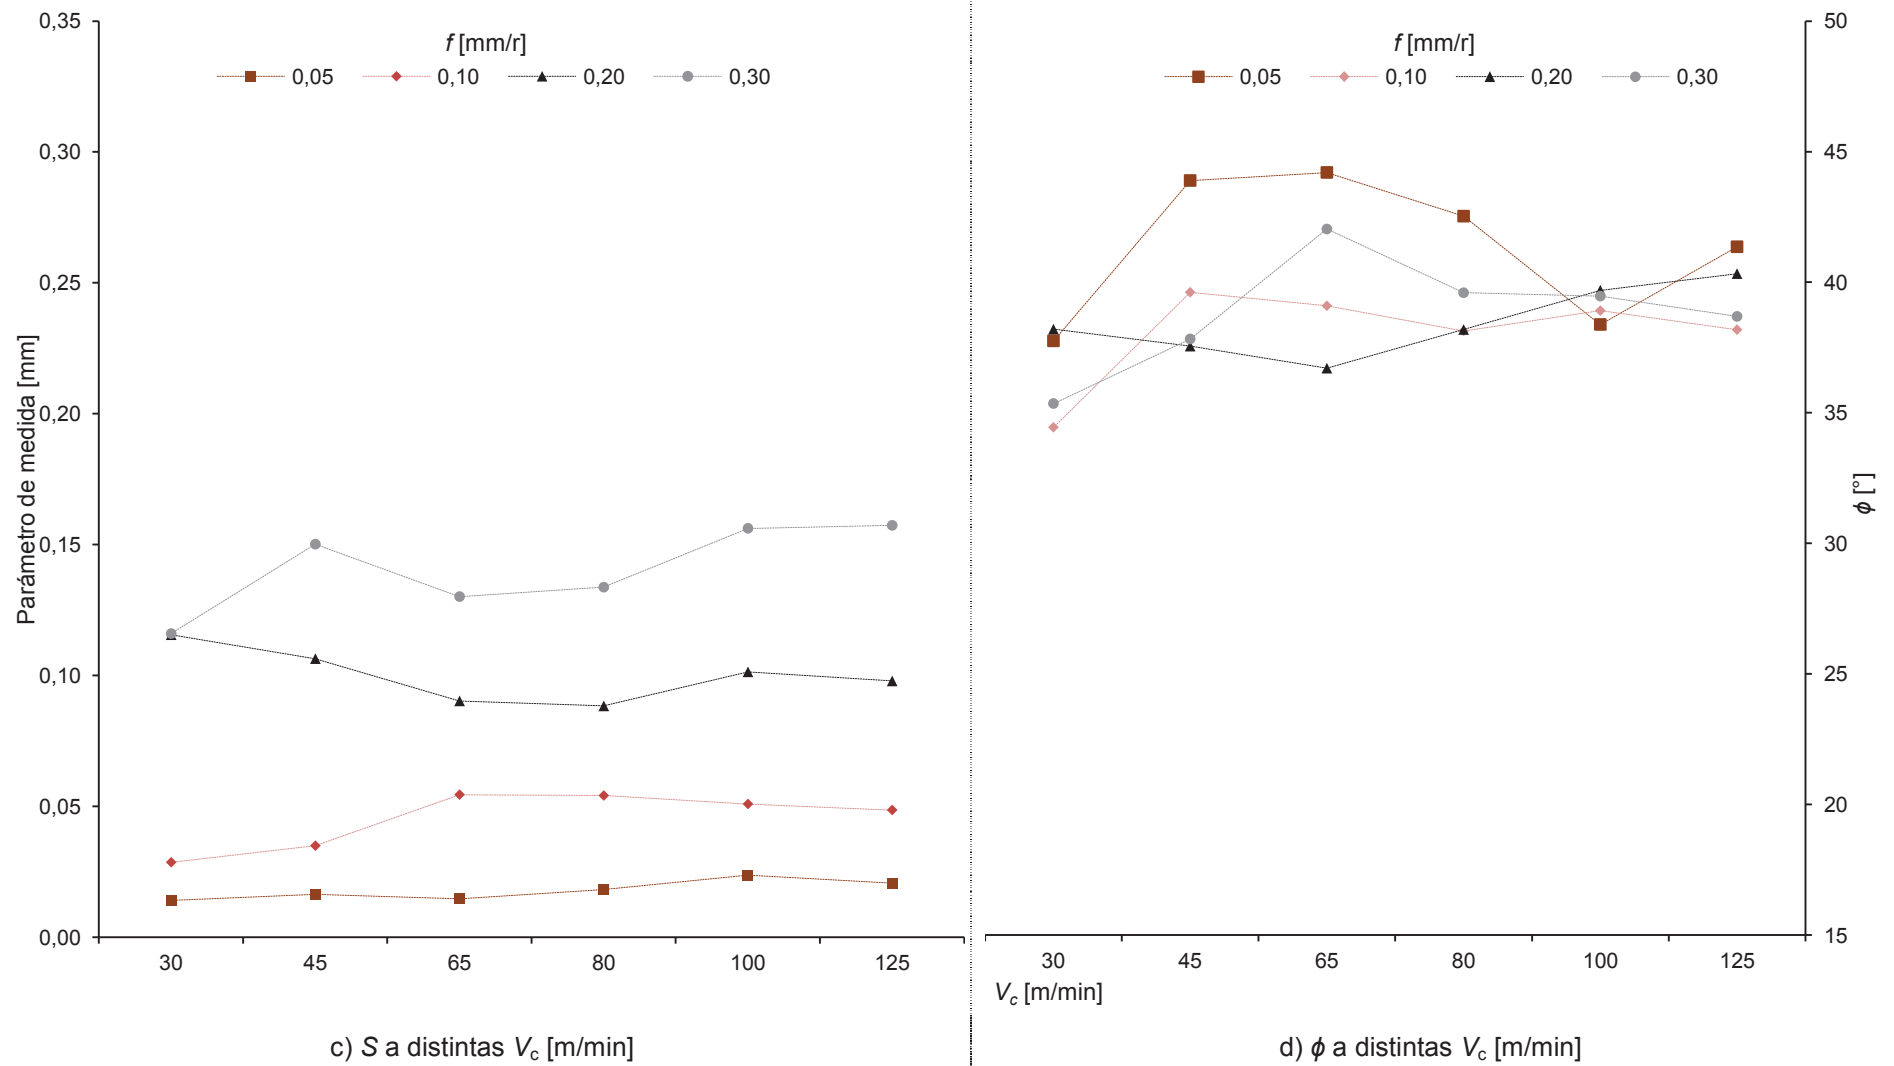 f [mm/r]
0,05 0,10 0,20 0,30
0,35
0,30
0,25
0,20
0,15
0,10
0,05
0,00
Parámetro de medida [mm]
30 45 65 80 100 125
c) S a distintas Vc [m/min]
f [mm/r]
0,05 0,10 0,20 0,30
50
45
40
35
30
25
20
15
ϕ [°]
30 45 65 80 100 125
Vc [m/min]
d) ϕ a distintas Vc [m/min]